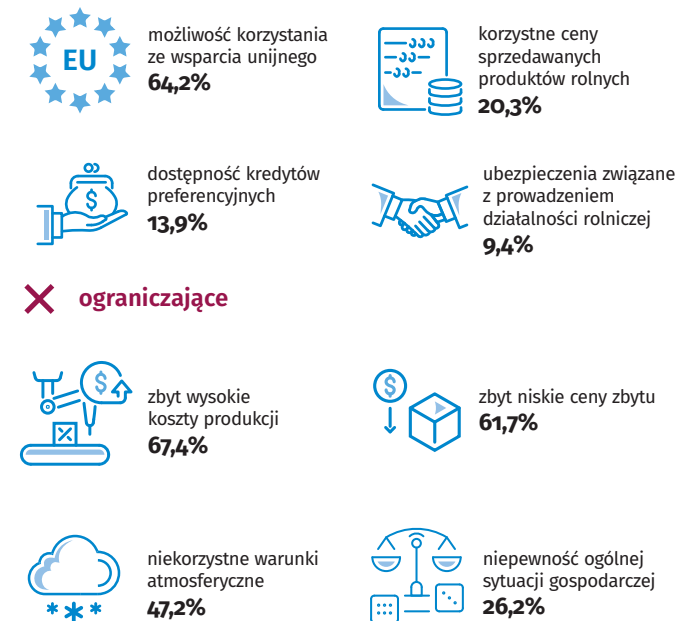 EU
możliwość korzystania
ze wsparcia unijnego
64,2%
korzystne ceny
sprzedawanych
produktów rolnych
20,3%
$
dostępność kredytów
preferencyjnych
13,9%
ubezpieczenia związane
z prowadzeniem
działalności rolniczej
9,4%
ograniczające
$
zbyt wysokie
koszty produkcji
67,4%
$
zbyt niskie ceny zbytu
61,7%
niekorzystne warunki
atmosferyczne
47,2%
niepewność ogólnej
sytuacji gospodarczej
26,2%